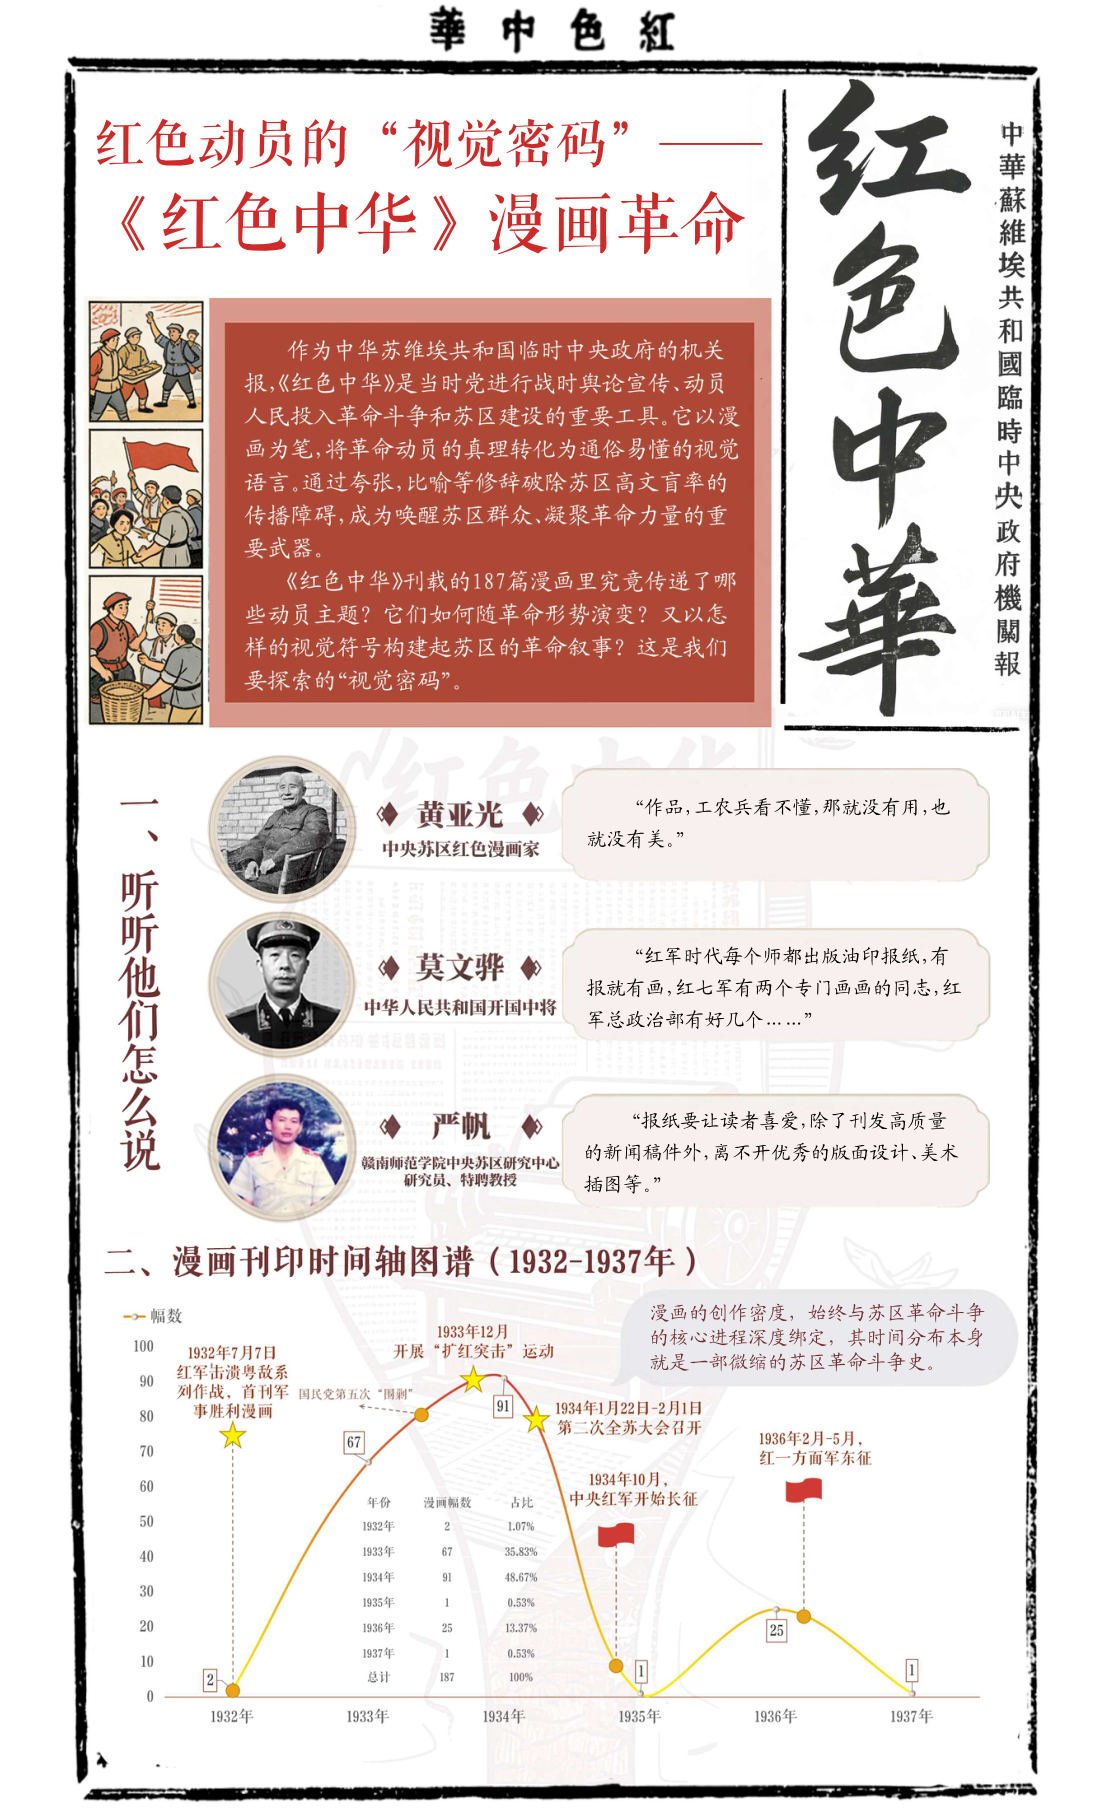 華中色紅
红色动员的“视觉密码”——
《红色中华》漫画革命
红色中華
中華蘇維埃共和國臨時中央政府機關報
作为中华苏维埃共和国临时中央政府的机关
报,《红色中华》是当时党进行战时舆论宣传、动员
人民投入革命斗争和苏区建设的重要工具。它以漫
画为笔,将革命动员的真理转化为通俗易懂的视觉
语言。通过夸张,比喻等修辞破除苏区高文盲率的
传播障碍,成为唤醒苏区群众、凝聚革命力量的重
要武器。
《红色中华》刊载的187篇漫画里究竟传递了哪
些动员主题？它们如何随革命形势演变？又以怎
样的视觉符号构建起苏区的革命叙事？这是我们
要探索的“视觉密码”。
一、听听他们怎么说
黄亚光
中央苏区红色漫画家
“作品,工农兵看不懂,那就没有用,也
就没有美。”
莫文骅
中华人民共和国开国中将
“红军时代每个师都出版油印报纸,有
报就有画,红七军有两个专门画画的同志,红
军总政治部有好几个……”
严帆
赣南师范学院中央苏区研究中心
研究员、特聘教授
“报纸要让读者喜爱,除了刊发高质量
的新闻稿件外,离不开优秀的版面设计、美术
插图等。”
二、漫画刊印时间轴图谱（1932-1937年）
漫画的创作密度，始终与苏区革命斗争
的核心进程深度绑定，其时间分布本身
就是一部微缩的苏区革命斗争史。
幅数
100
90
80
70
60
50
40
30
20
10
0
1932年7月7日
红军击溃粤敌系
列作战，首刊军
事胜利漫画
国民党第五次“围剿”
1933年12月
开展“扩红突击”运动
1934年1月22日-2月1日
第二次全苏大会召开
1934年10月，
中央红军开始长征
1936年2月-5月，
红一方面军东征
2
67
91
1
25
1
年份 漫画幅数 占比
1932年 2 1.07%
1933年 67 35.83%
1934年 91 48.67%
1935年 1 0.53%
1936年 25 13.37%
1937年 1 0.53%
总计 187 100%
1932年 1933年 1934年 1935年 1936年 1937年